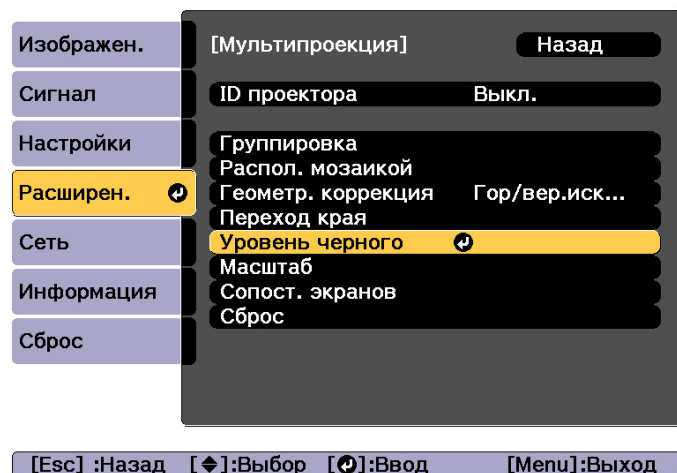 Изображен.
Сигнал
Настройки
Расширен.
Сеть
Информация
Сброс
[Мультипроекция] Назад
ID проектора Выкл.
Группировка
Распол. мозаикой
Геометр. коррекция Гор/вер.иск...
Переход края
Уровень черного
Масштаб
Сопост. экранов
Сброс
[Esc] :Назад [◆]:Выбор [↵]:Ввод [Menu]:Выход